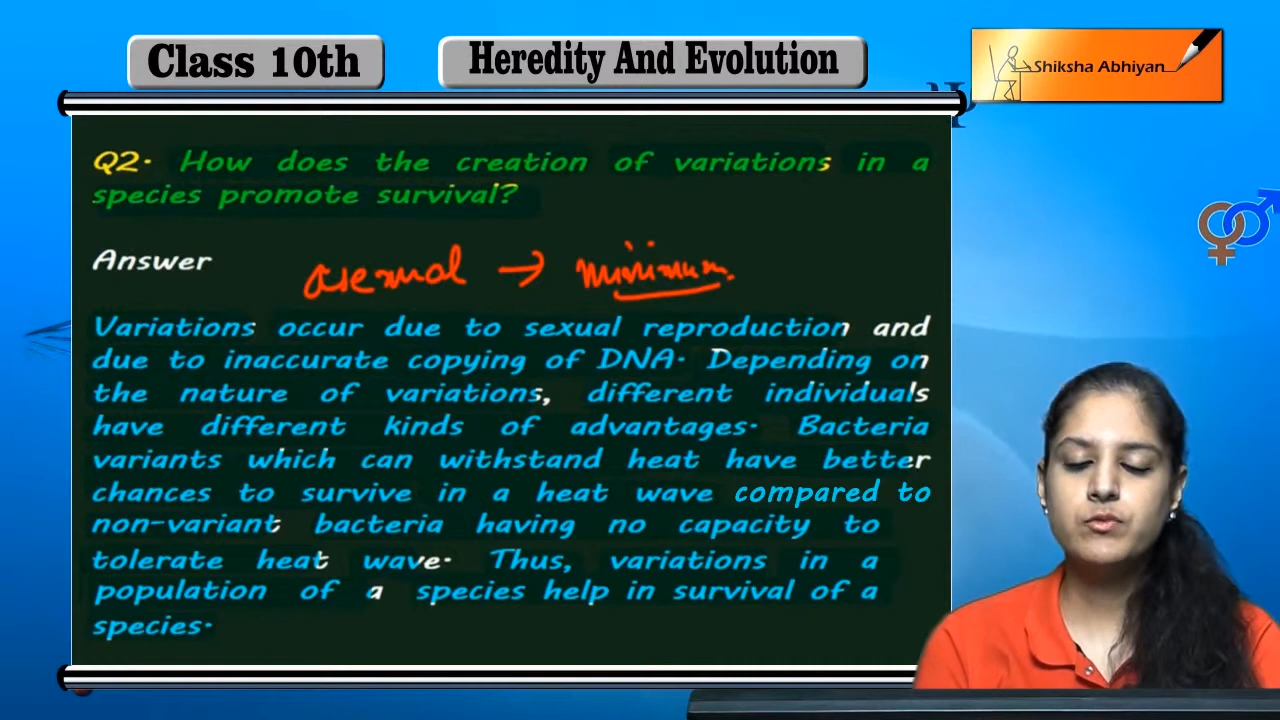 Class 10th
Heredity And Evolution
Shiksha Abhiyan
Q2. How does the creation of variations in a
species promote survival?
Answer
asexual → minimum.
Variations occur due to sexual reproduction and
due to inaccurate copying of DNA. Depending on
the nature of variations, different individuals
have different kinds of advantages. Bacteria
variants which can withstand heat have better
chances to survive in a heat wave compared to
non-variant bacteria having no capacity to
tolerate heat wave. Thus, variations in a
population of a species help in survival of a
species.